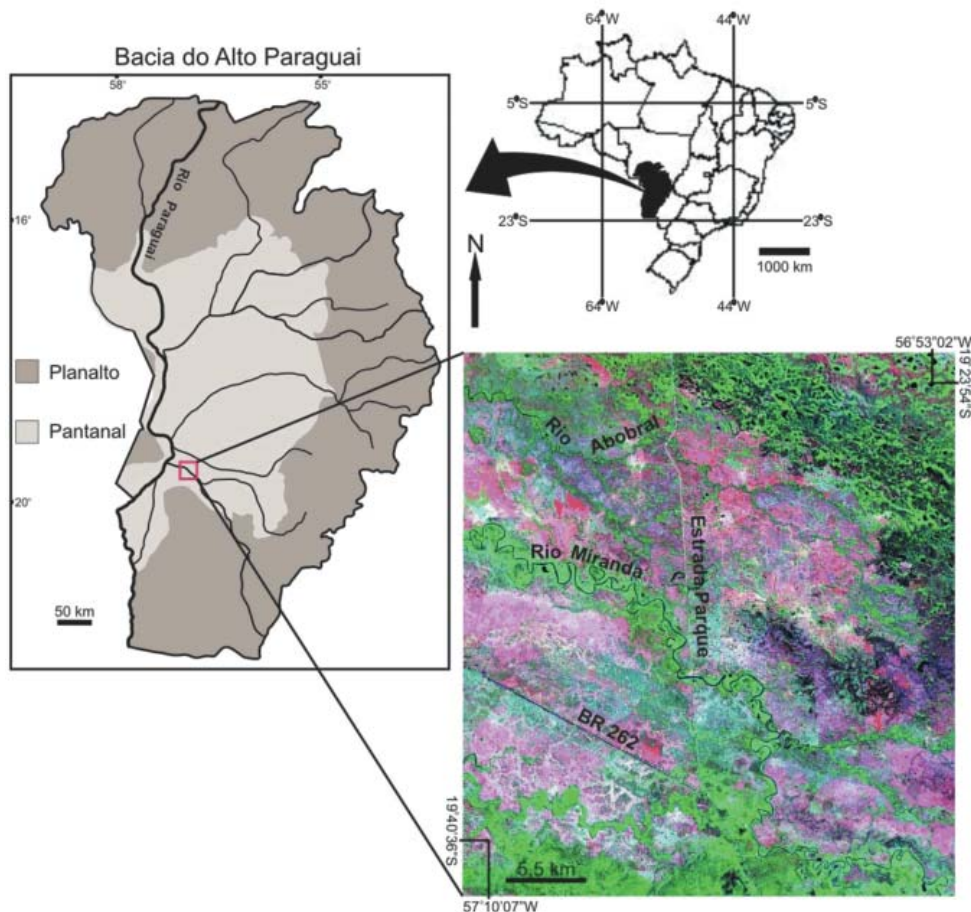 Bacia do Alto Paraguai
58°
55°
16'
20'
Rio Paraguai
Planalto
Pantanal
50 km
64°W
44°W
5°S
5°S
23°S
23°S
64°W
44°W
N
1000 km
56°53'02"W
19°23'54"S
Rio Abobral
Estrada Parque
Rio Miranda
BR 262
19°40'36"S
57°10'07"W
5,5 km